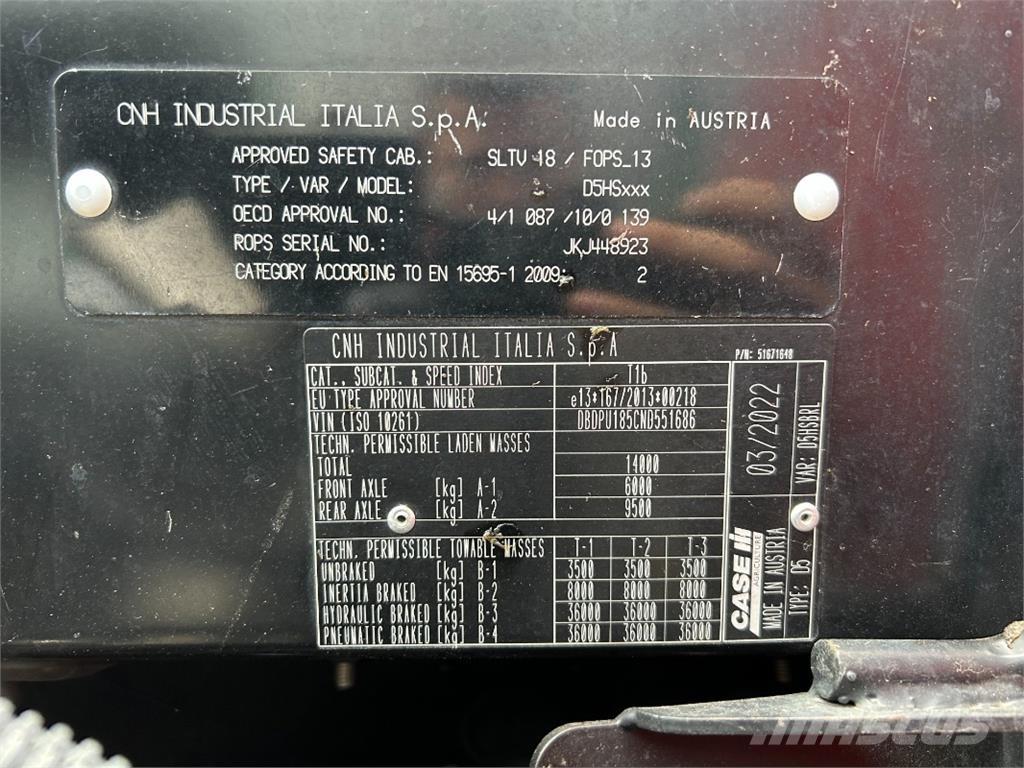 CNH INDUSTRIAL ITALIA S.p.A. Made in AUSTRIA
APPROVED SAFETY CAB.: SLTV 18 / FOPS_13
TYPE / VAR / MODEL: D5HSxxx
OECD APPROVAL NO.: 4/1 087 /10/0 139
ROPS SERIAL NO.: JKJ448923
CATEGORY ACCORDING TO EN 15695-1 2009: 2
CNH INDUSTRIAL ITALIA S.p.A
P/N: 51671648
CAT., SUBCAT. & SPEED INDEX T1b
EU TYPE APPROVAL NUMBER e13*167/2013*00218
VIN (ISO 10261) DBDPU185CND551686
TECHN. PERMISSIBLE LADEN MASSES
TOTAL 14000
FRONT AXLE [kg] A-1 6000
REAR AXLE [kg] A-2 9500
TECHN. PERMISSIBLE TOWABLE MASSES T-1 T-2 T-3
UNBRAKED [kg] B-1 3500 3500 3500
INERTIA BRAKED [kg] B-2 8000 8000 8000
HYDRAULIC BRAKED [kg] B-3 36000 36000 36000
PNEUMATIC BRAKED [kg] B-4 36000 36000 36000
03/2022
VAR: D5HSBRL
CASE IH
AGRICULTURE
MADE IN AUSTRIA
TYPE: D5
MASCUS